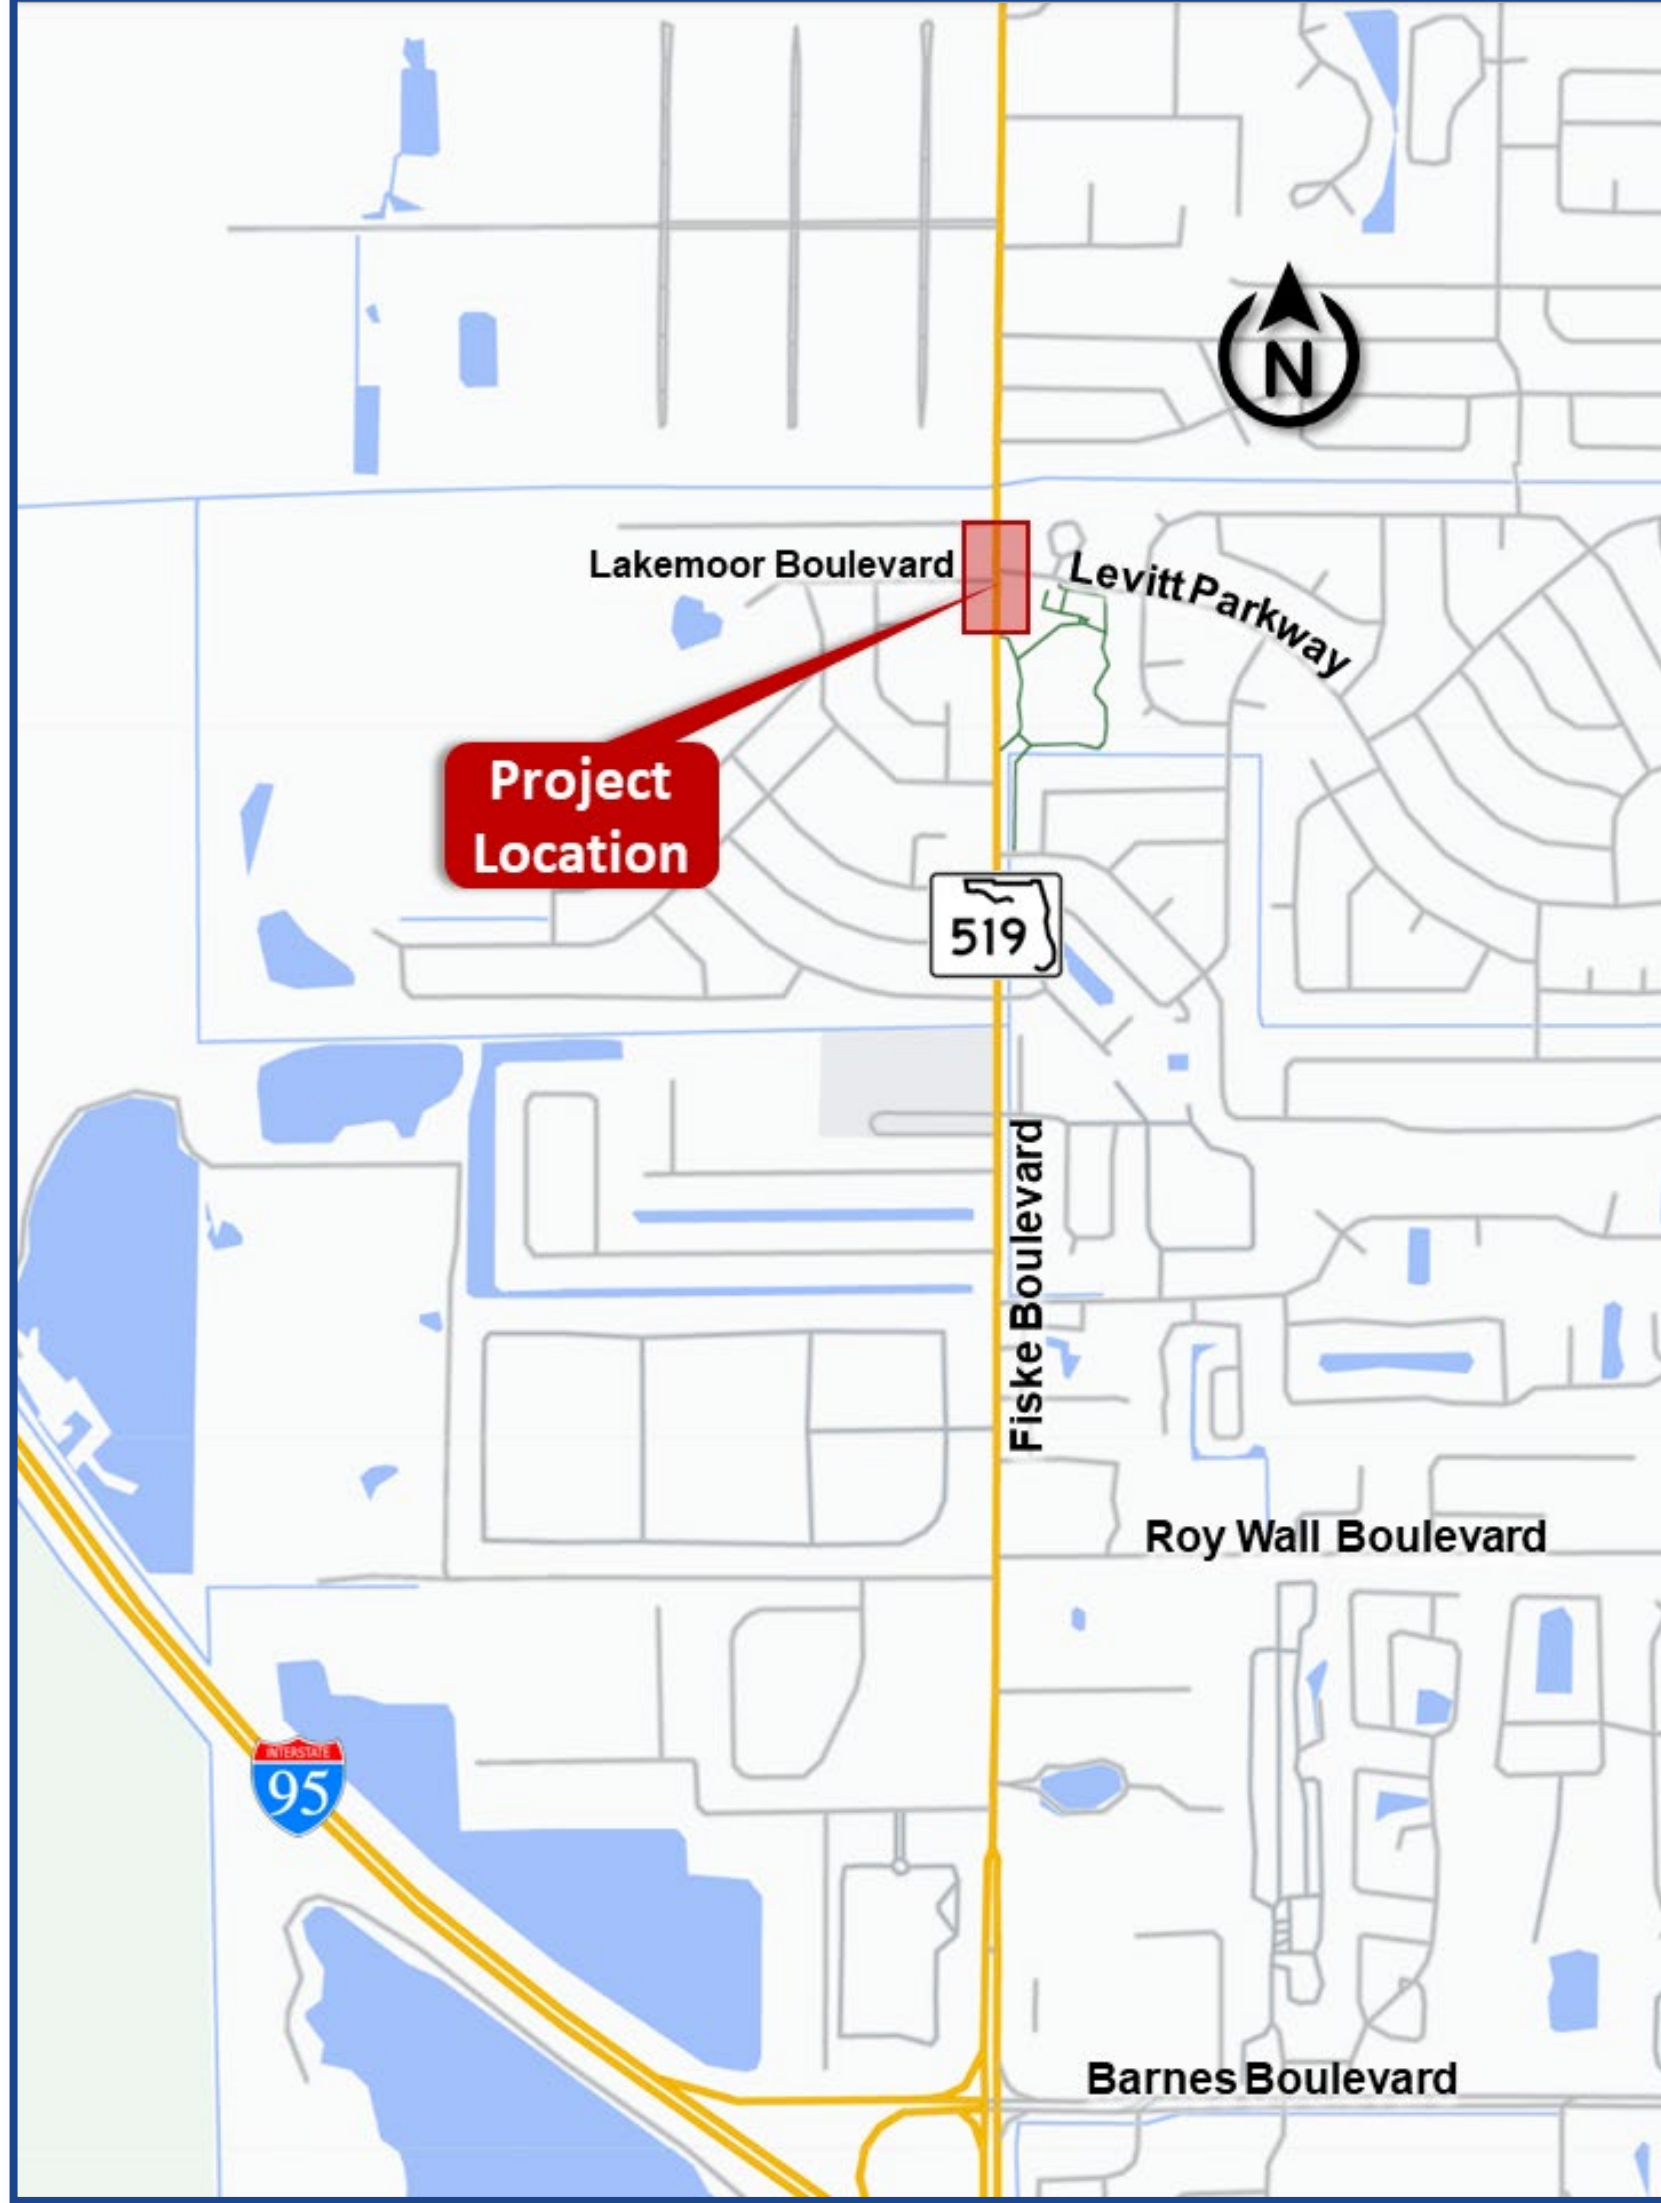 N
Lakemoor Boulevard
Levitt Parkway
Project
Location
519
Fiske Boulevard
Roy Wall Boulevard
INTERSTATE
95
Barnes Boulevard